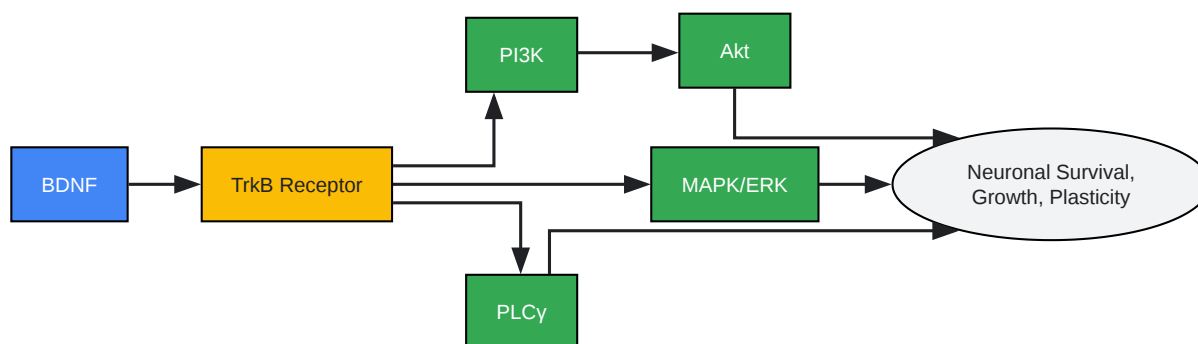 BDNF
TrkB Receptor
PI3K
Akt
MAPK/ERK
PLCγ
Neuronal Survival,
Growth, Plasticity